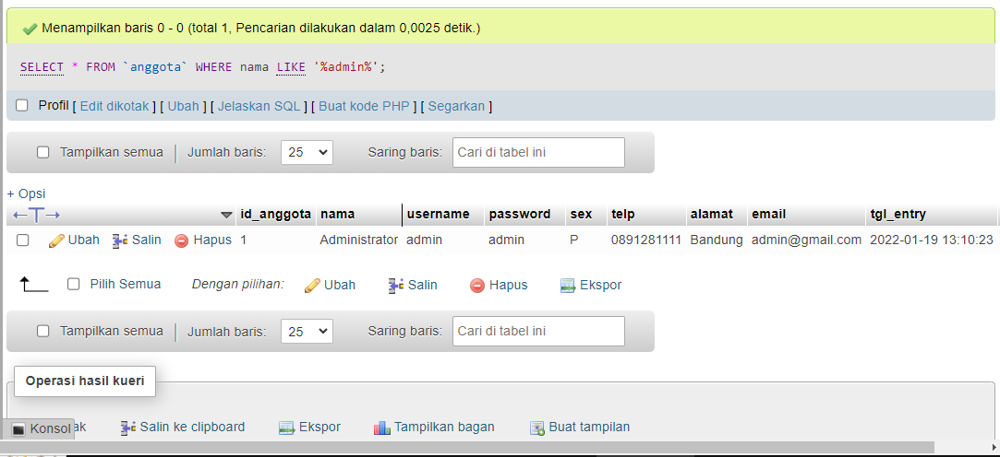 Menampilkan baris 0 - 0 (total 1, Pencarian dilakukan dalam 0,0025 detik.)
SELECT * FROM `anggota` WHERE nama LIKE '%admin%';
Profil [ Edit dikotak ] [ Ubah ] [ Jelaskan SQL ] [ Buat kode PHP ] [ Segarkan ]
Tampilkan semua Jumlah baris: 25 Saring baris: Cari di tabel ini
+ Opsi
←T→ id_anggota nama username password sex telp alamat email tgl_entry
Ubah Salin Hapus 1 Administrator admin admin P 0891281111 Bandung admin@gmail.com 2022-01-19 13:10:23
Pilih Semua Dengan pilihan: Ubah Salin Hapus Ekspor
Tampilkan semua Jumlah baris: 25 Saring baris: Cari di tabel ini
Operasi hasil kueri
Konsol ak Salin ke clipboard Ekspor Tampilkan bagan Buat tampilan